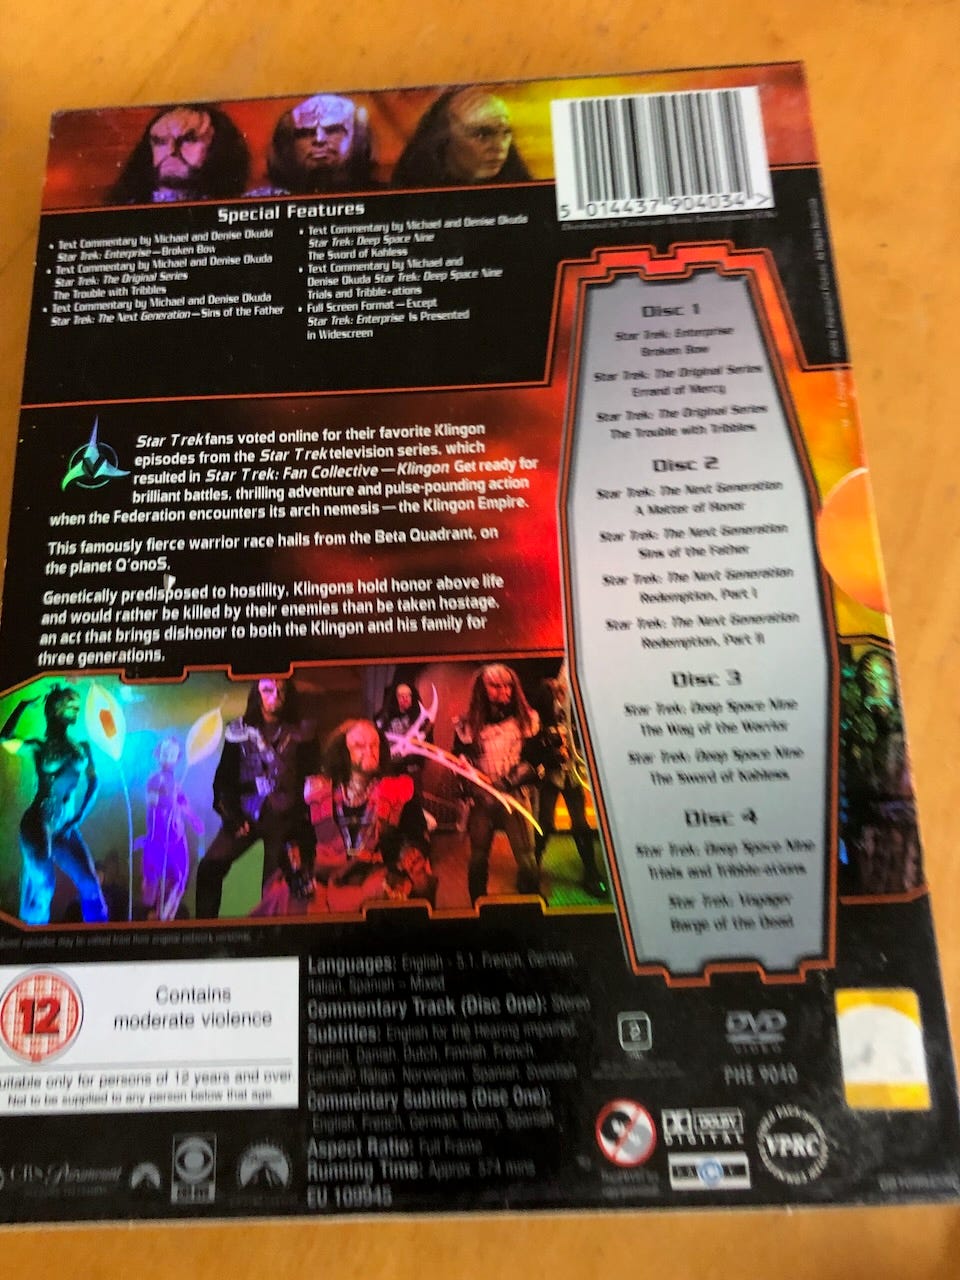 5 014437 904034 >
Special Features
• Text Commentary by Michael and Denise Okuda
Star Trek: Enterprise—Broken Bow
• Text Commentary by Michael and Denise Okuda
Star Trek: The Original Series
The Trouble with Tribbles
• Text Commentary by Michael and Denise Okuda
Star Trek: The Next Generation—Sins of the Father
• Text Commentary by Michael and Denise Okuda
Star Trek: Deep Space Nine
The Sword of Kahless
• Text Commentary by Michael and
Denise Okuda Star Trek: Deep Space Nine
Trials and Tribble-ations
• Full Screen Format—Except
Star Trek: Enterprise Is Presented
in Widescreen
Star Trek fans voted online for their favorite Klingon
episodes from the Star Trek television series, which
resulted in Star Trek: Fan Collective—Klingon Get ready for
brilliant battles, thrilling adventure and pulse-pounding action
when the Federation encounters its arch nemesis—the Klingon Empire.
This famously fierce warrior race hails from the Beta Quadrant, on
the planet Q'onoS.
Genetically predisposed to hostility, Klingons hold honor above life
and would rather be killed by their enemies than be taken hostage,
an act that brings dishonor to both the Klingon and his family for
three generations.
Disc 1
Star Trek: Enterprise
Broken Bow
Star Trek: The Original Series
Errand of Mercy
Star Trek: The Original Series
The Trouble with Tribbles
Disc 2
Star Trek: The Next Generation
A Matter of Honor
Star Trek: The Next Generation
Sins of the Father
Star Trek: The Next Generation
Redemption, Part I
Star Trek: The Next Generation
Redemption, Part II
Disc 3
Star Trek: Deep Space Nine
The Way of the Warrior
Star Trek: Deep Space Nine
The Sword of Kahless
Disc 4
Star Trek: Deep Space Nine
Trials and Tribble-ations
Star Trek: Voyager
Barge of the Dead
12
Contains
moderate violence
uitable only for persons of 12 years and over
Not to be supplied to any person below that age
Languages: English - 5.1, French, German,
Italian, Spanish – Mixed
Commentary Track (Disc One): Stereo
Subtitles: English for the Hearing Impaired,
English, Danish, Dutch, Finnish, French,
German, Italian, Norwegian, Spanish, Swedish
Commentary Subtitles (Disc One):
English, French, German, Italian, Spanish,
Aspect Ratio: Full Frame
Running Time: Approx. 574 mins
EU 109945
2
DVD
VIDEO
PHE 9040
DOLBY
DIGITAL
VPRC
CBS Paramount
CBS
Paramount